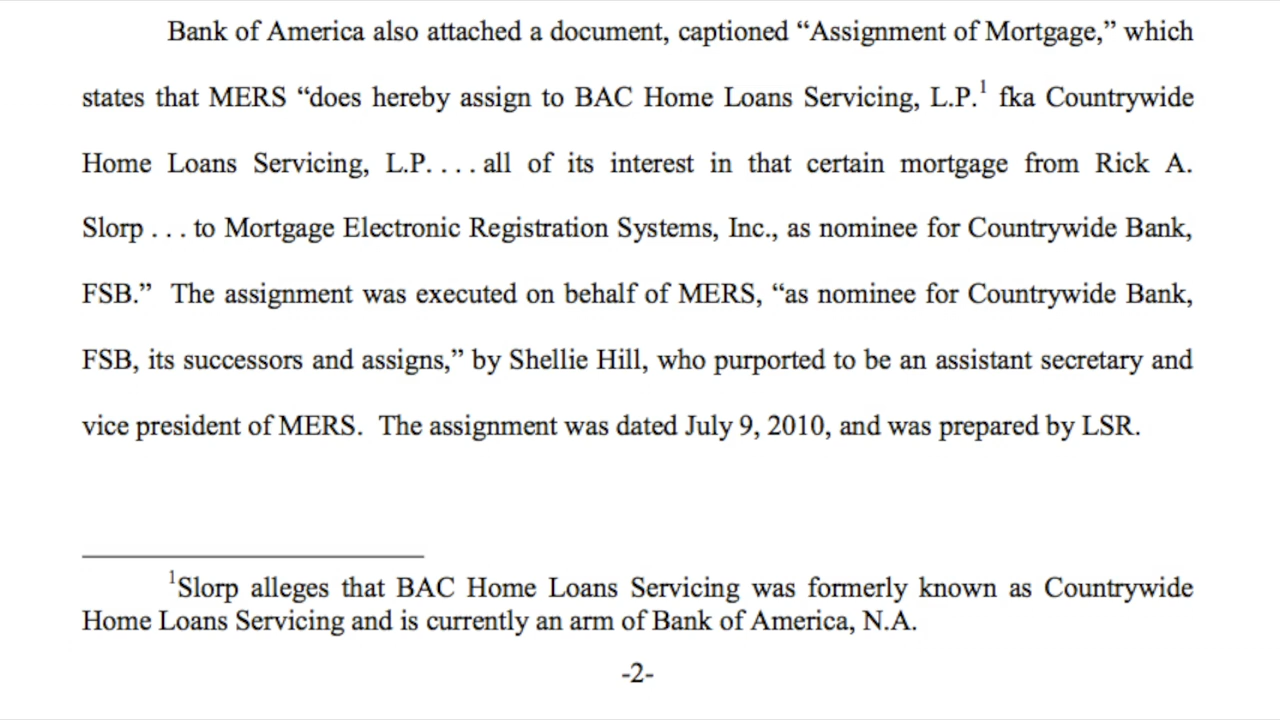 Bank of America also attached a document, captioned “Assignment of Mortgage,” which
states that MERS “does hereby assign to BAC Home Loans Servicing, L.P.¹ fka Countrywide
Home Loans Servicing, L.P. . . . all of its interest in that certain mortgage from Rick A.
Slorp . . . to Mortgage Electronic Registration Systems, Inc., as nominee for Countrywide Bank,
FSB.” The assignment was executed on behalf of MERS, “as nominee for Countrywide Bank,
FSB, its successors and assigns,” by Shellie Hill, who purported to be an assistant secretary and
vice president of MERS. The assignment was dated July 9, 2010, and was prepared by LSR.
¹Slorp alleges that BAC Home Loans Servicing was formerly known as Countrywide
Home Loans Servicing and is currently an arm of Bank of America, N.A.
-2-